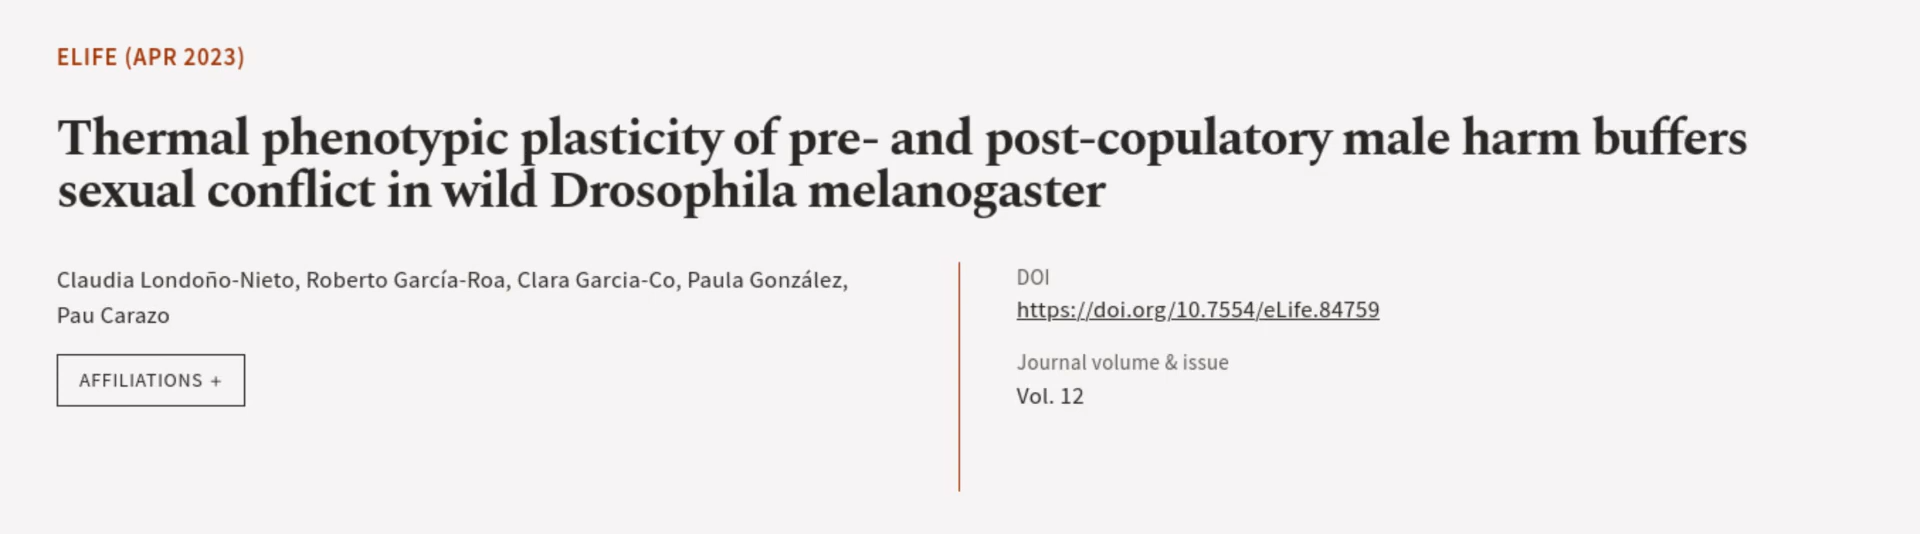 ELIFE (APR 2023)
Thermal phenotypic plasticity of pre- and post-copulatory male harm buffers
sexual conflict in wild Drosophila melanogaster
Claudia Londoño-Nieto, Roberto García-Roa, Clara Garcia-Co, Paula González,
Pau Carazo
AFFILIATIONS +
DOI
https://doi.org/10.7554/eLife.84759
Journal volume & issue
Vol. 12